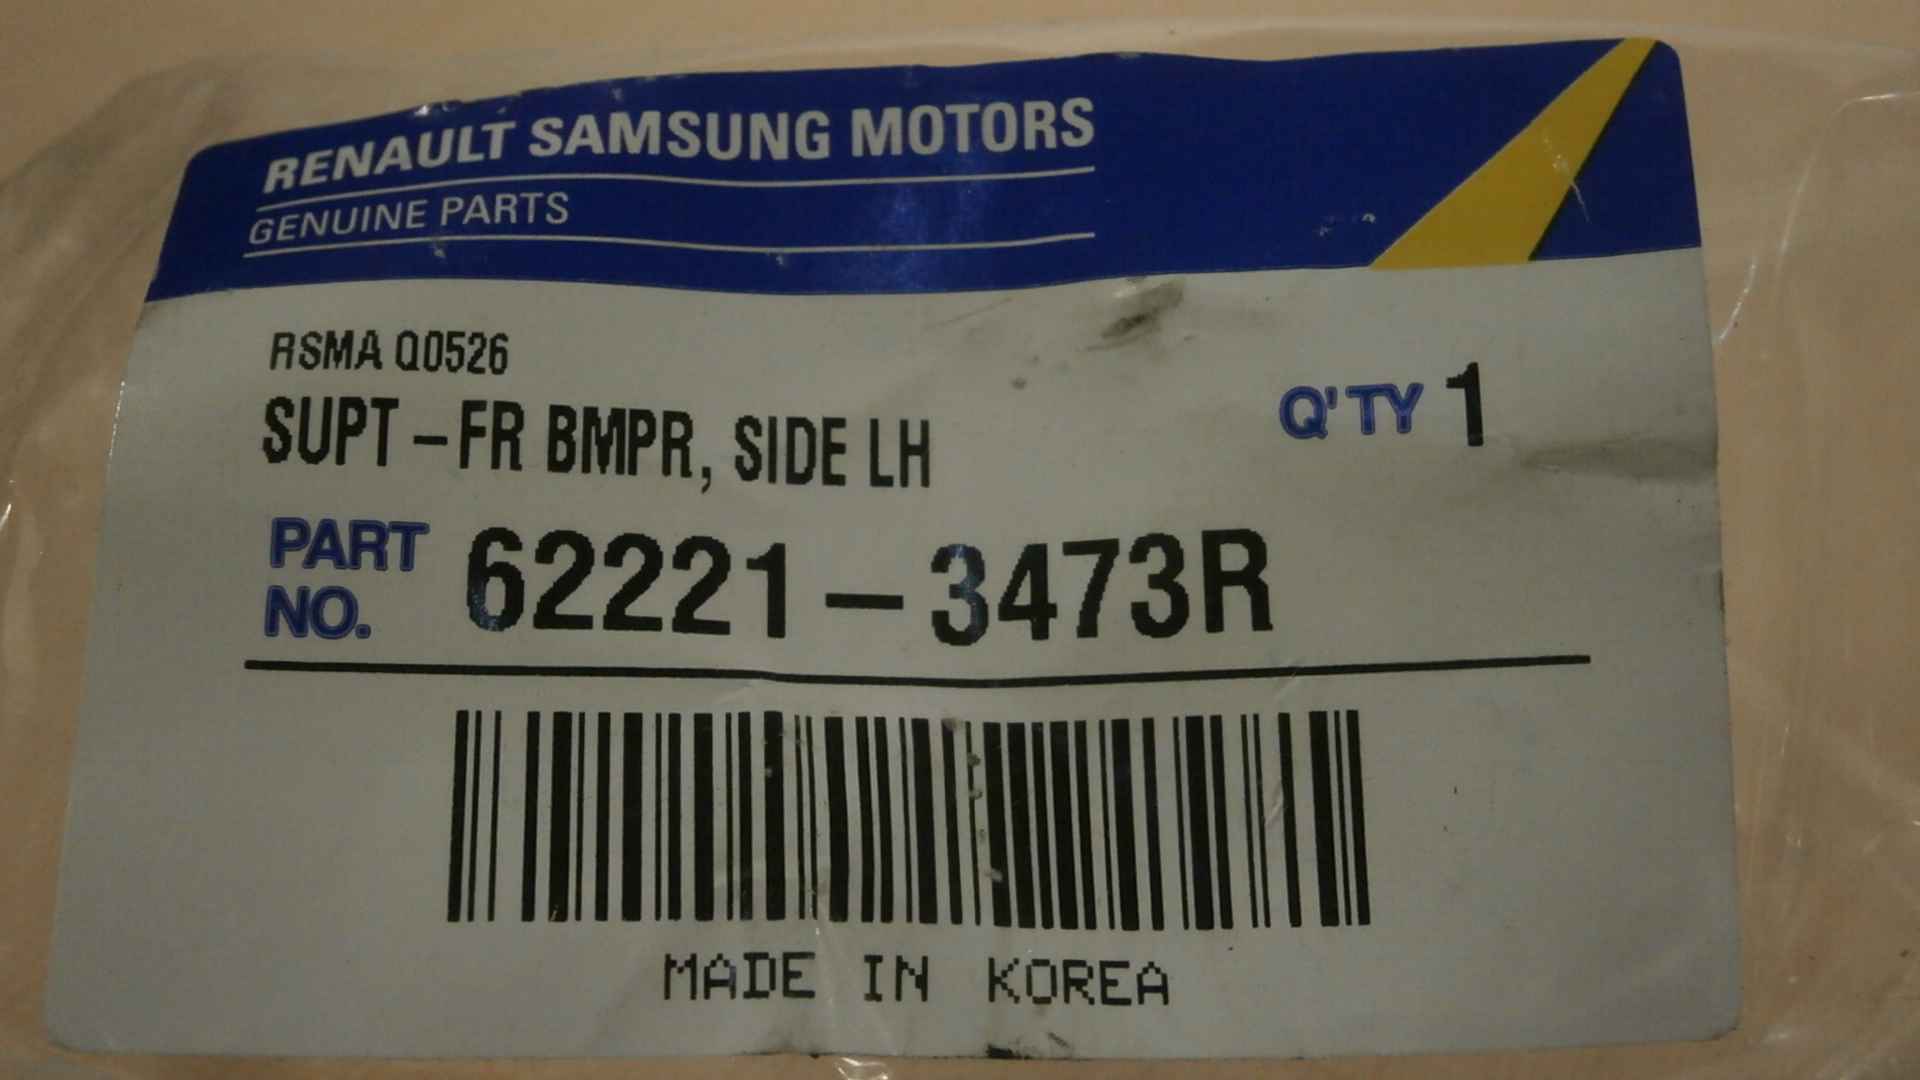 RENAULT SAMSUNG MOTORS
GENUINE PARTS
RSMA Q0526
SUPT -FR BMPR, SIDE LH
Q'TY 1
PART NO. 62221-3473R
MADE IN KOREA